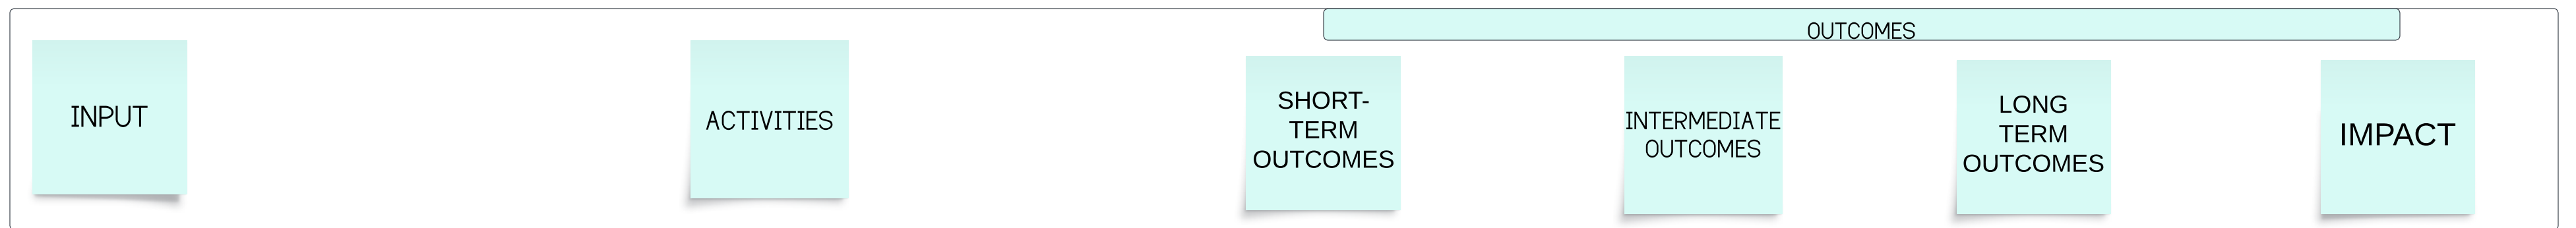 OUTCOMES
INPUT
ACTIVITIES
SHORT-
TERM
OUTCOMES
INTERMEDIATE
OUTCOMES
LONG
TERM
OUTCOMES
IMPACT